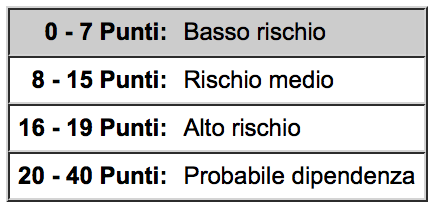 0 - 7 Punti: Basso rischio
8 - 15 Punti: Rischio medio
16 - 19 Punti: Alto rischio
20 - 40 Punti: Probabile dipendenza